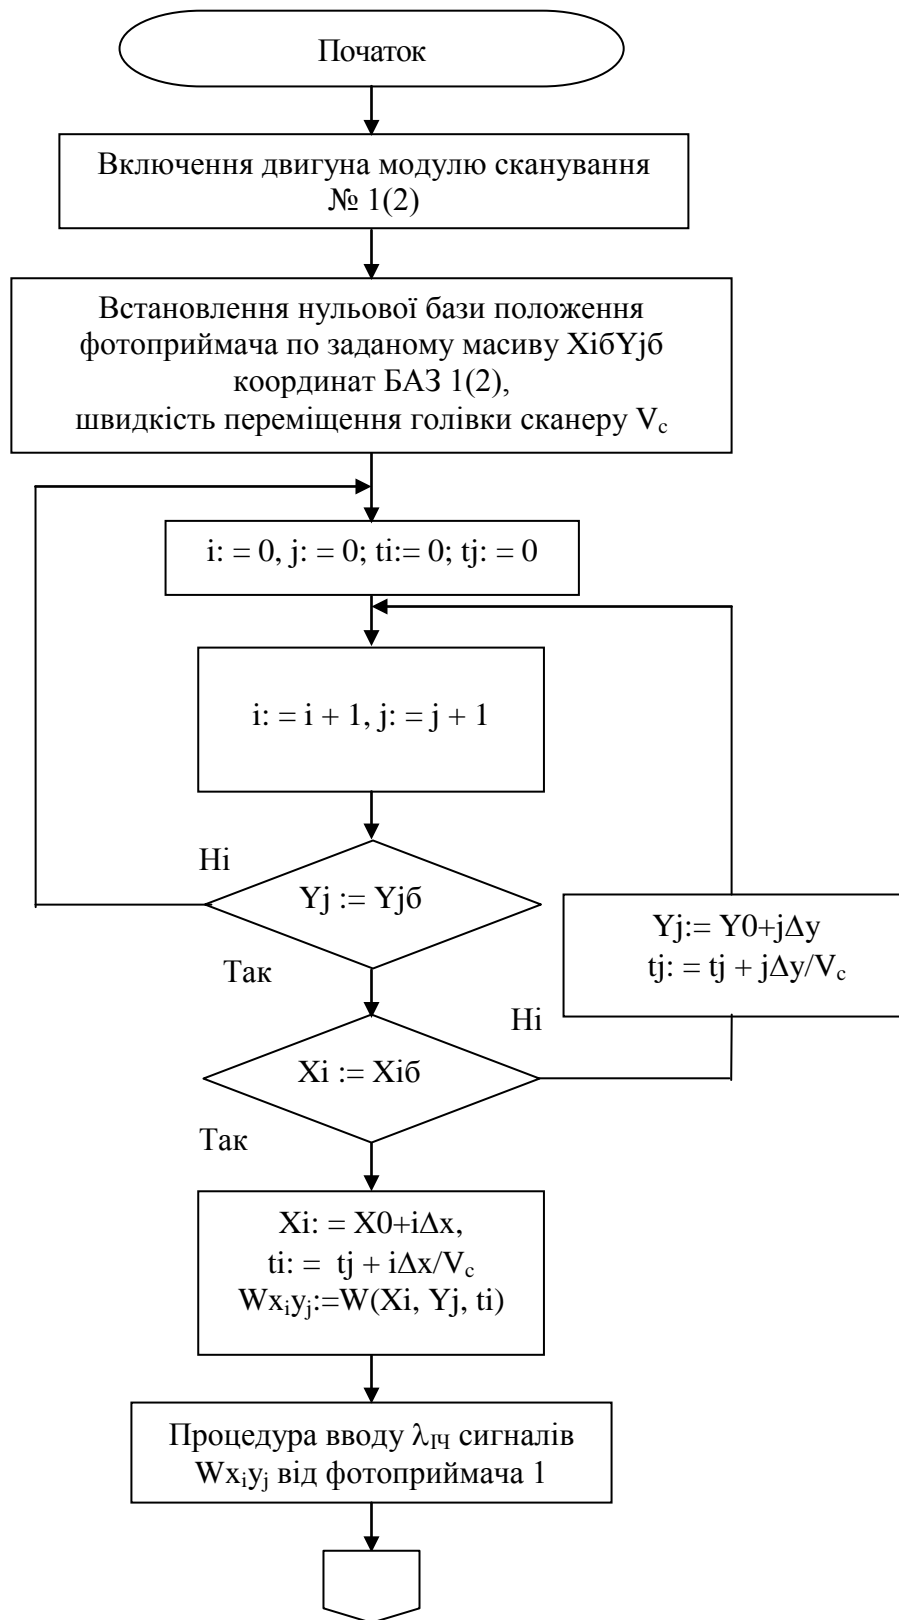 Початок
Включення двигуна модулю сканування
№ 1(2)
Встановлення нульової бази положення
фотоприймача по заданому масиву XiбYjб
координат БАЗ 1(2),
швидкість переміщення голівки сканеру Vc
i: = 0, j: = 0; ti:= 0; tj: = 0
i: = i + 1, j: = j + 1
Ні
Yj := Yjб
Так
Yj:= Y0+jΔy
tj: = tj + jΔy/Vc
Ні
Xi := Xiб
Так
Xi: = X0+iΔx,
ti: = tj + iΔx/Vc
Wxiyj:=W(Xi, Yj, ti)
Процедура вводу λІЧ сигналів
Wxiyj від фотоприймача 1